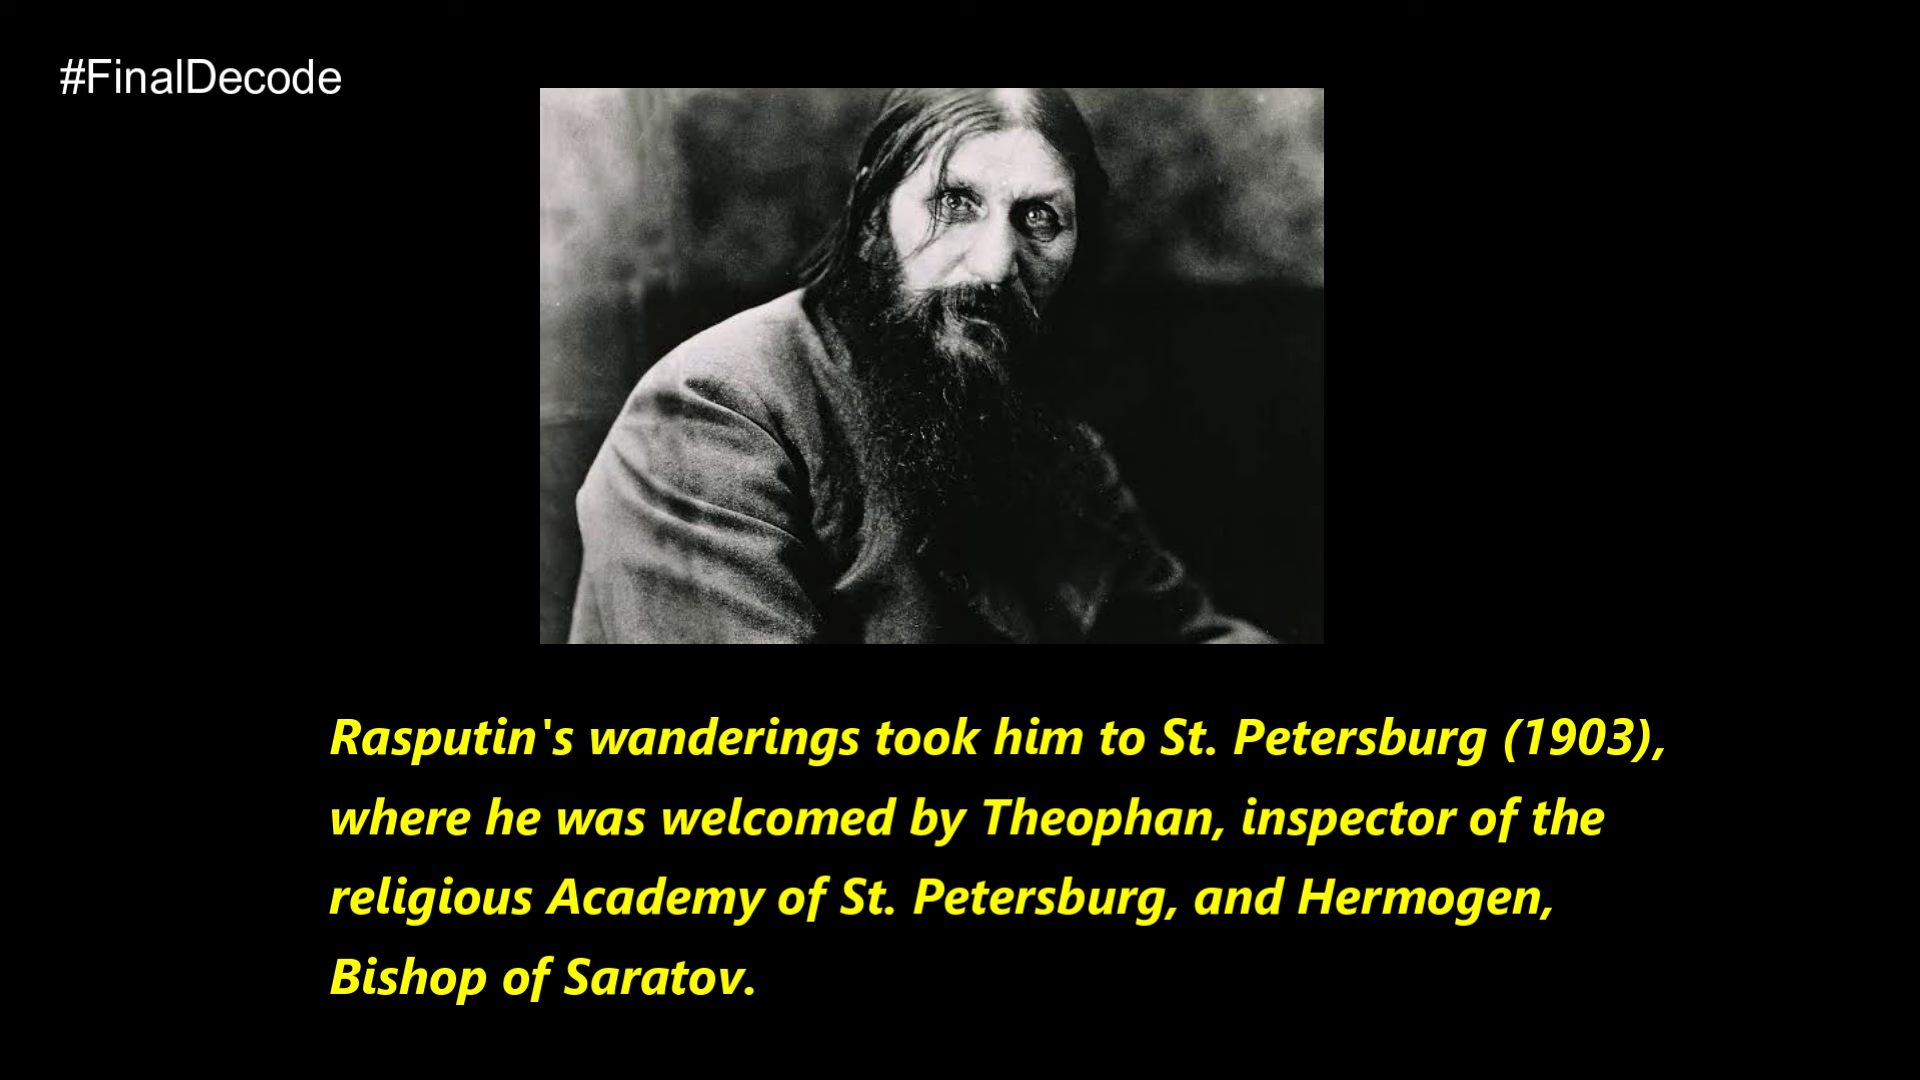 #FinalDecode
Rasputin's wanderings took him to St. Petersburg (1903),
where he was welcomed by Theophan, inspector of the
religious Academy of St. Petersburg, and Hermogen,
Bishop of Saratov.